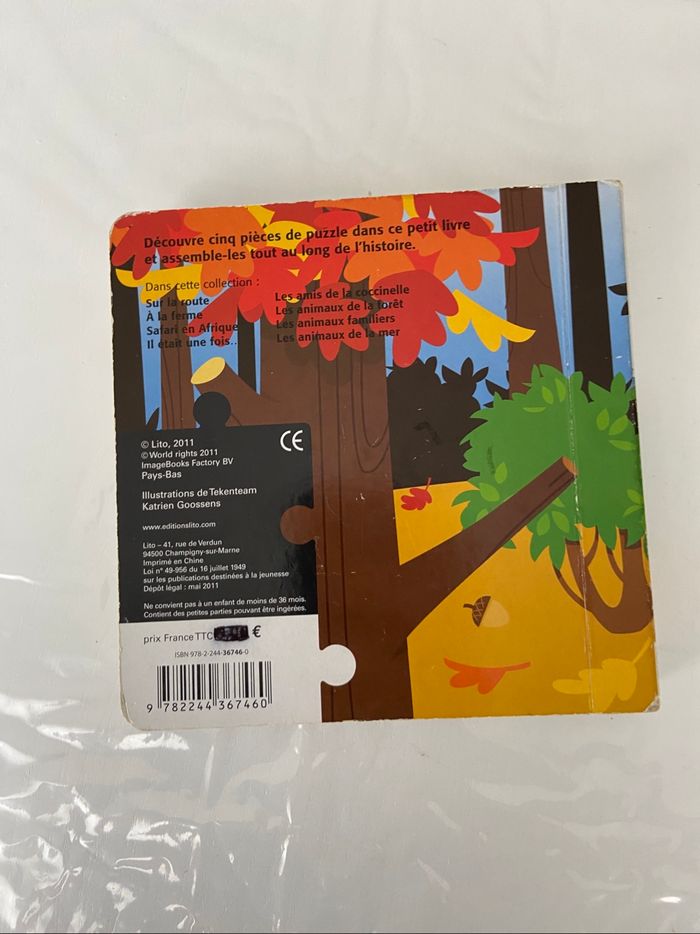 Découvre cinq pièces de puzzle dans ce petit livre
et assemble-les tout au long de l'histoire.
Dans cette collection :
Sur la route
À la ferme
Safari en Afrique
Il était une fois...
Les amis de la coccinelle
Les animaux de la forêt
Les animaux familiers
Les animaux de la mer
© Lito, 2011
© World rights 2011
ImageBooks Factory BV
Pays-Bas
CE
Illustrations de Tekenteam
Katrien Goossens
www.editionslito.com
Lito – 41, rue de Verdun
94500 Champigny-sur-Marne
Imprimé en Chine
Loi n° 49-956 du 16 juillet 1949
sur les publications destinées à la jeunesse
Dépôt légal : mai 2011
Ne convient pas à un enfant de moins de 36 mois.
Contient des petites parties pouvant être ingérées.
prix France TTC €
ISBN 978-2-244-36746-0
9 782244 367460